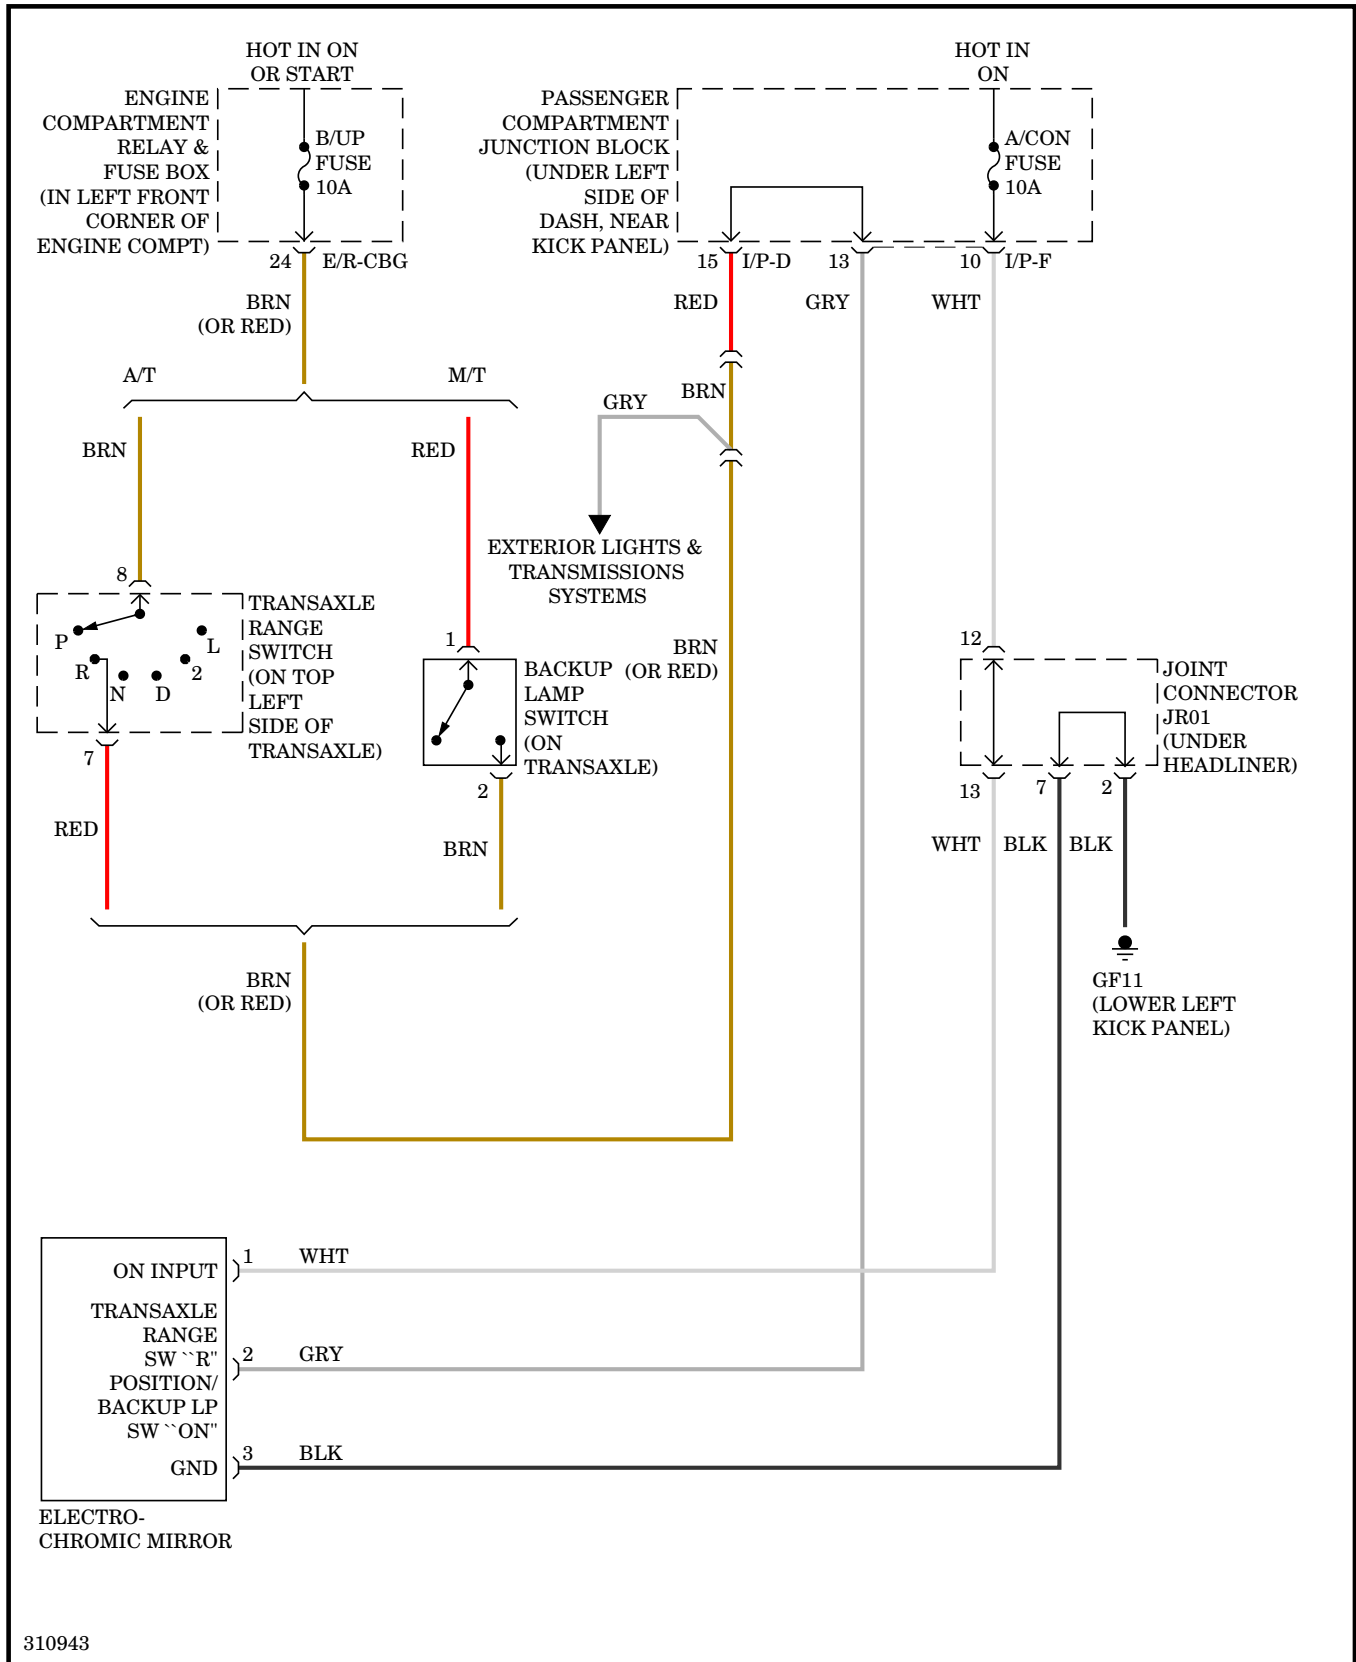 HOT IN ON
OR START
HOT IN
ON
ENGINE
COMPARTMENT
RELAY &
FUSE BOX
(IN LEFT FRONT
CORNER OF
ENGINE COMPT)
B/UP
FUSE
10A
PASSENGER
COMPARTMENT
JUNCTION BLOCK
(UNDER LEFT
SIDE OF
DASH, NEAR
KICK PANEL)
A/CON
FUSE
10A
24
E/R-CBG
15
I/P-D
13
10
I/P-F
BRN
(OR RED)
RED
GRY
WHT
A/T
M/T
BRN
GRY
BRN
RED
EXTERIOR LIGHTS &
TRANSMISSIONS
SYSTEMS
8
P
R
N
D
2
L
TRANSAXLE
RANGE
SWITCH
(ON TOP
LEFT
SIDE OF
TRANSAXLE)
7
1
BACKUP
LAMP
SWITCH
(ON
TRANSAXLE)
2
BRN
(OR RED)
12
JOINT
CONNECTOR
JR01
(UNDER
HEADLINER)
13
7
2
RED
BRN
WHT
BLK
BLK
BRN
(OR RED)
GF11
(LOWER LEFT
KICK PANEL)
ON INPUT
1
WHT
TRANSAXLE
RANGE
SW ``R"
POSITION/
BACKUP LP
SW ``ON"
2
GRY
GND
3
BLK
ELECTRO-
CHROMIC MIRROR
310943